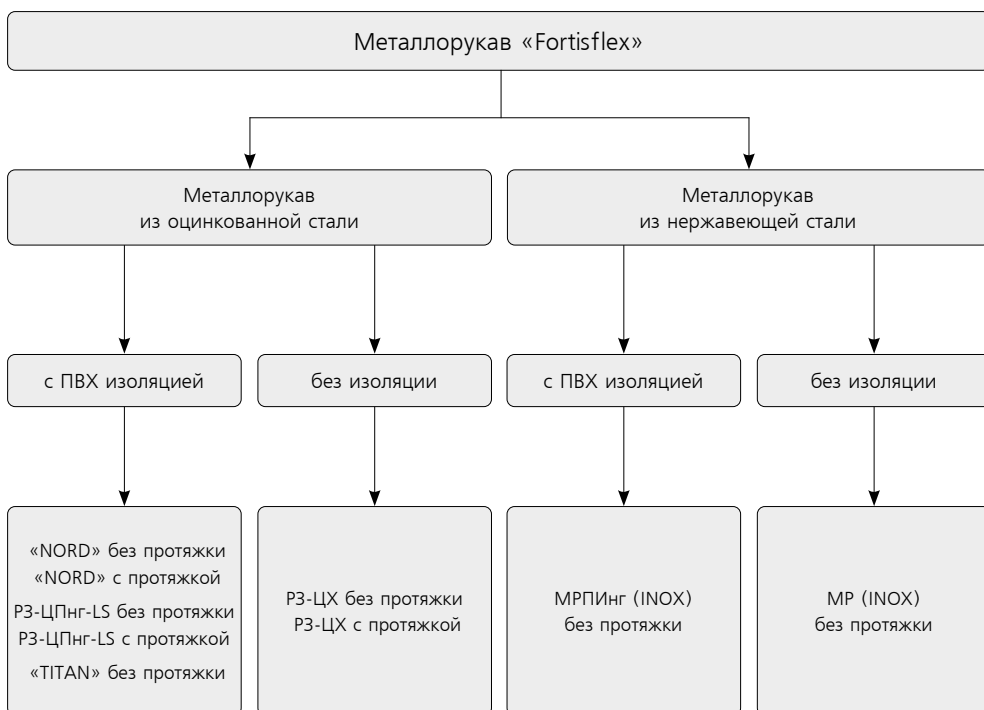 Металлорукав «Fortisflex»
Металлорукав
из оцинкованной стали
Металлорукав
из нержавеющей стали
с ПВХ изоляцией
без изоляции
с ПВХ изоляцией
без изоляции
«NORD» без протяжки
«NORD» с протяжкой
РЗ-ЦПнг-LS без протяжки
РЗ-ЦПнг-LS с протяжкой
«TITAN» без протяжки
РЗ-ЦХ без протяжки
РЗ-ЦХ с протяжкой
МРПИнг (INOX)
без протяжки
МР (INOX)
без протяжки